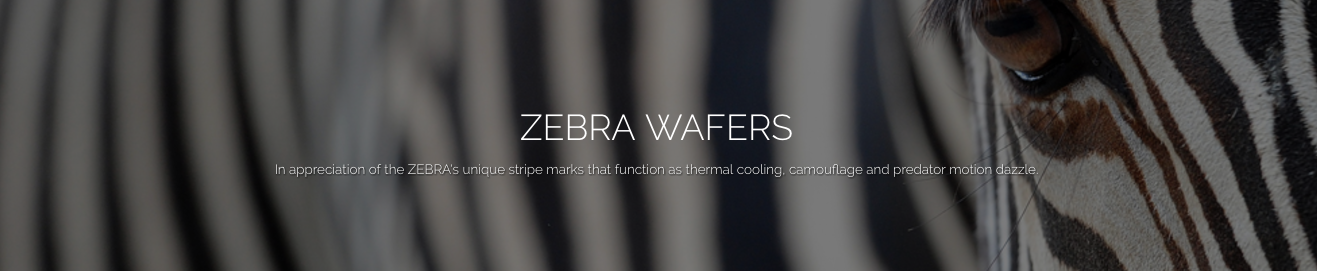 ZEBRA WAFERS
In appreciation of the ZEBRA's unique stripe marks that function as thermal cooling, camouflage and predator motion dazzle.